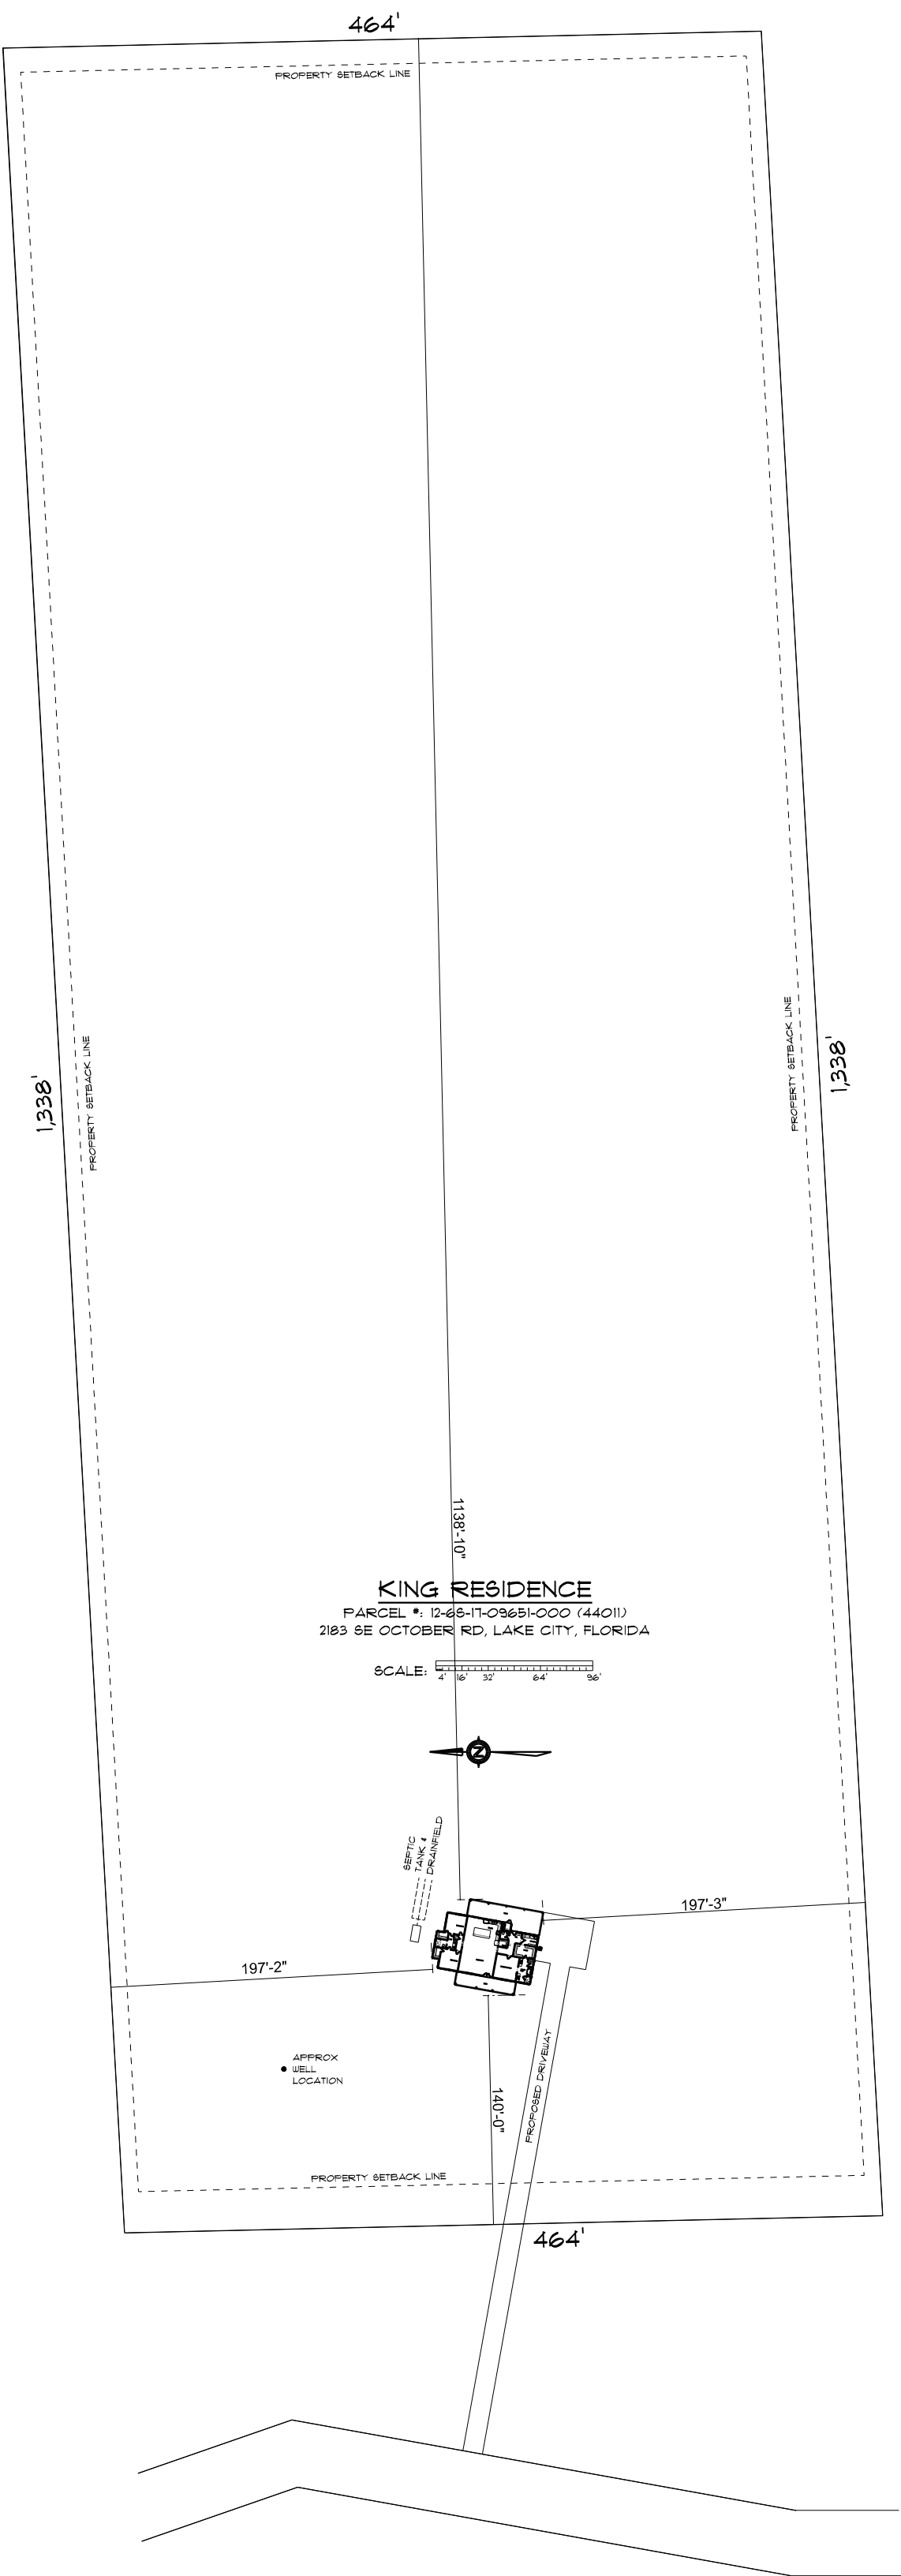 464'
PROPERTY SETBACK LINE
PROPERTY SETBACK LINE
1,338'
PROPERTY SETBACK LINE
1,338'
1138'-10"
KING RESIDENCE
PARCEL #: 12-6S-17-09651-000 (44011)
2183 SE OCTOBER RD, LAKE CITY, FLORIDA
SCALE:
4' 16' 32' 64' 96'
N
SEPTIC
TANK &
DRAINFIELD
197'-3"
197'-2"
APPROX
WELL
LOCATION
140'-0"
PROPOSED DRIVEWAY
PROPERTY SETBACK LINE
464'